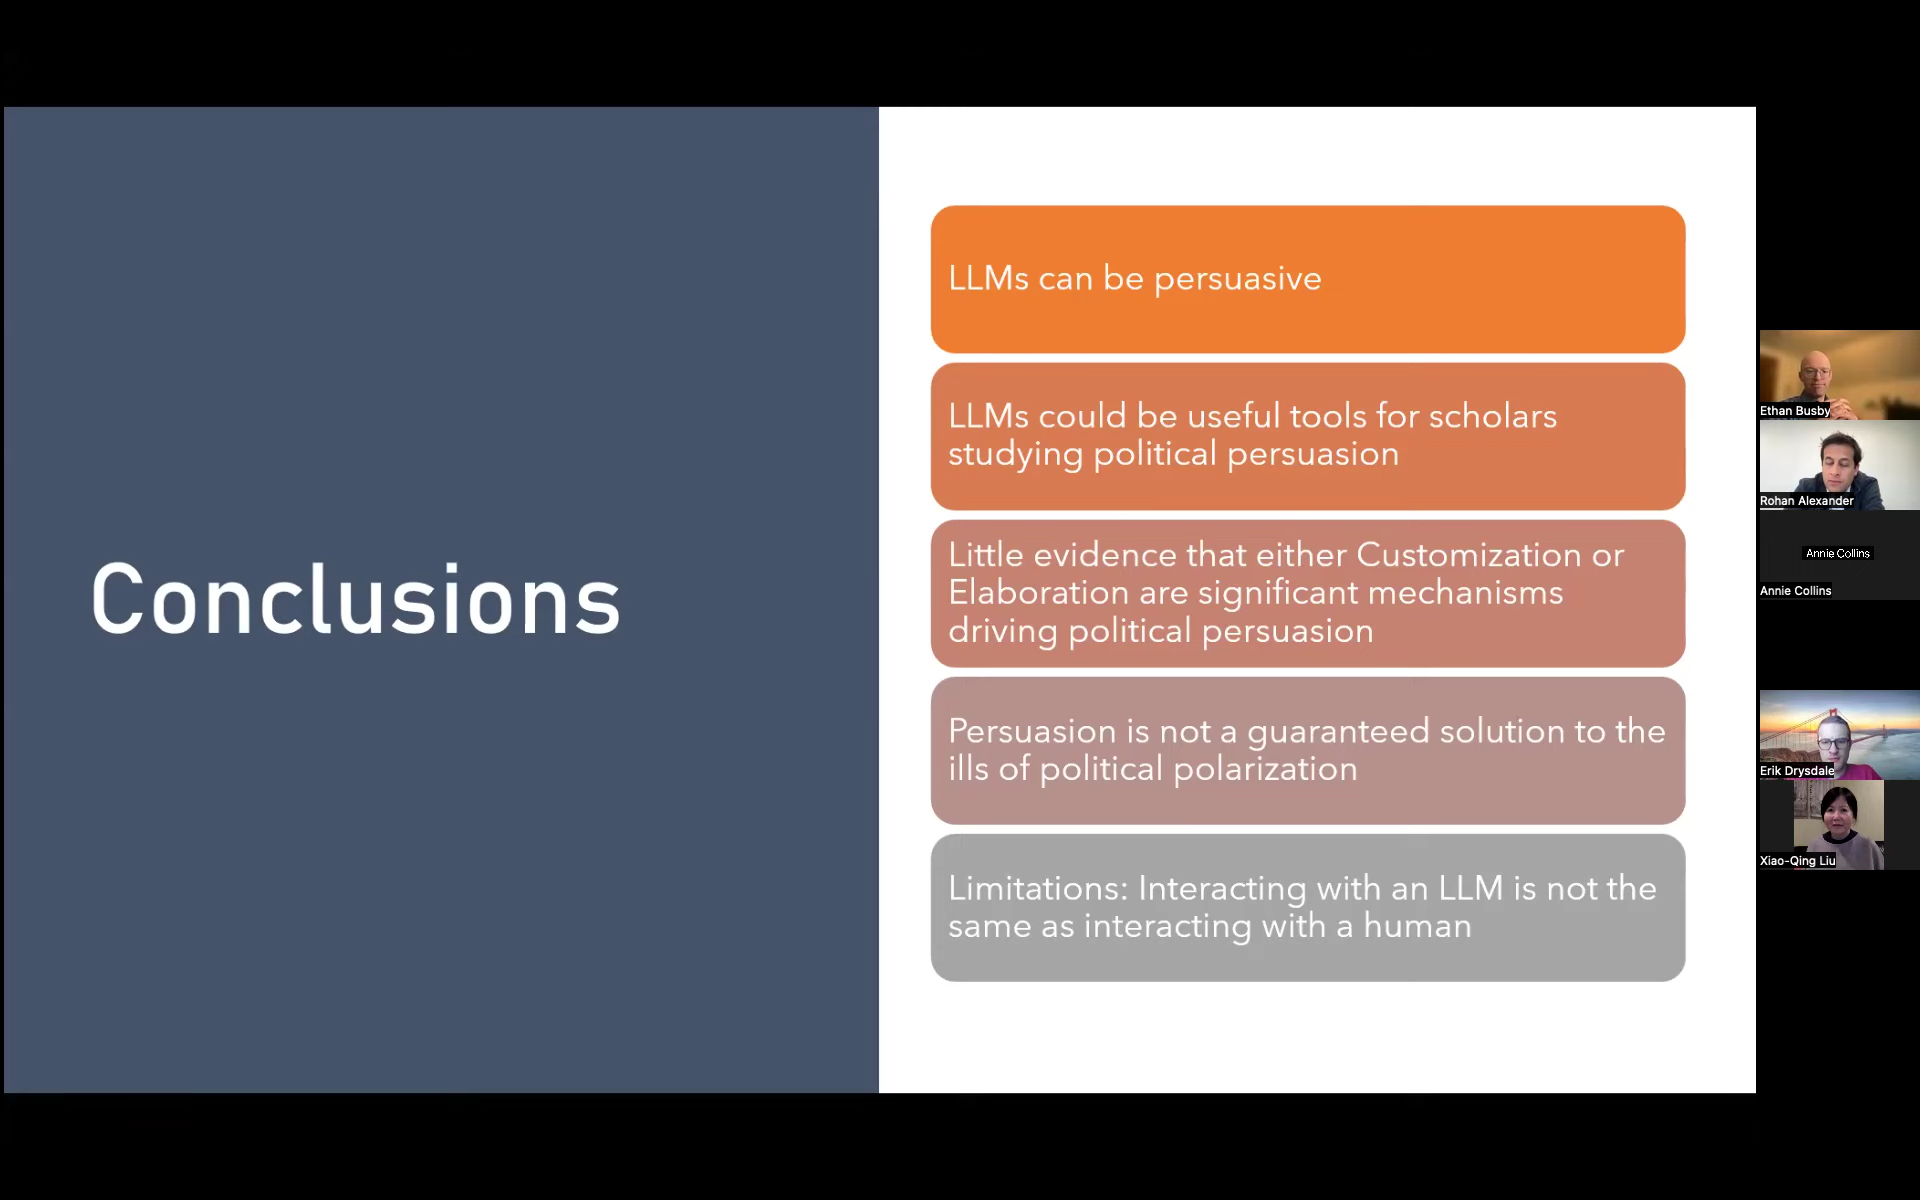 Conclusions
LLMs can be persuasive
LLMs could be useful tools for scholars
studying political persuasion
Little evidence that either Customization or
Elaboration are significant mechanisms
driving political persuasion
Persuasion is not a guaranteed solution to the
ills of political polarization
Limitations: Interacting with an LLM is not the
same as interacting with a human
Ethan Busby
Rohan Alexander
Annie Collins
Annie Collins
Erik Drysdale
Xiao-Qing Liu